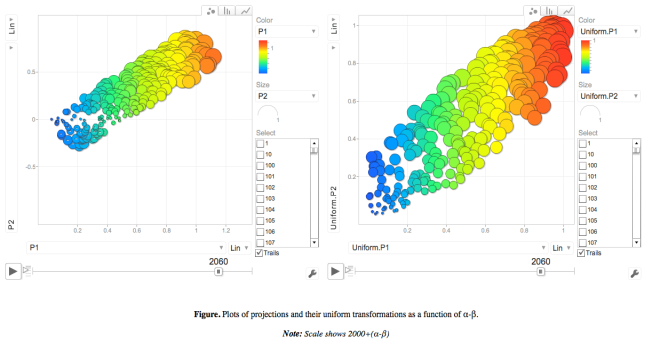 Lin
Color
P1
1
Size
P2
1
Select
1
10
100
101
102
103
104
105
106
107
Trails
0.5
0
-0.5
0.2
0.4
0.6
0.8
1
1.2
P2
P1
Lin
2060
Lin
Color
Uniform.P1
1
Size
Uniform.P2
1
Select
1
10
100
101
102
103
104
105
106
107
Trails
1
0.8
0.6
0.4
0.2
0.2
0.4
0.6
0.8
1
Uniform.P2
Uniform.P1
Lin
2060
Figure. Plots of projections and their uniform transformations as a function of α-β.
Note: Scale shows 2000+(α-β)